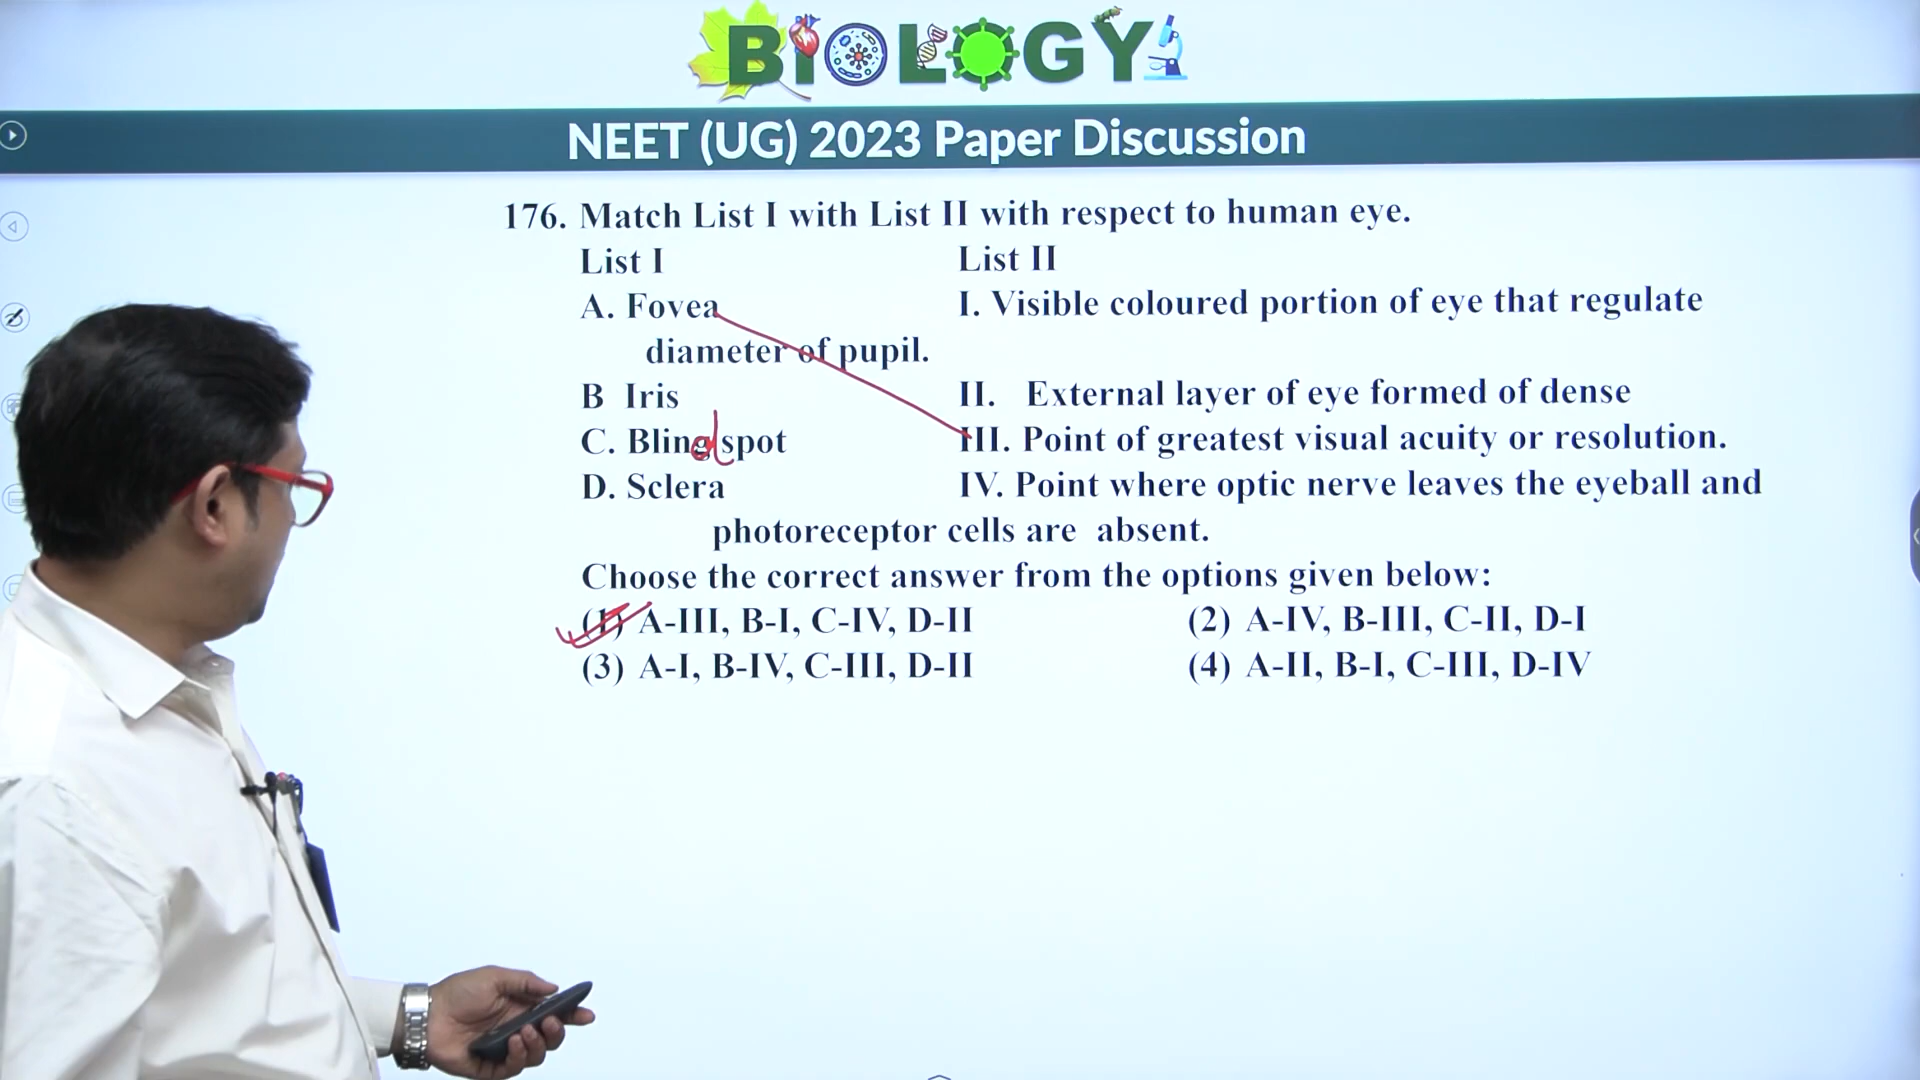 BIOLOGY
NEET (UG) 2023 Paper Discussion
176. Match List I with List II with respect to human eye.
List I List II
A. Fovea I. Visible coloured portion of eye that regulate
diameter of pupil.
B Iris II. External layer of eye formed of dense
C. Blind spot III. Point of greatest visual acuity or resolution.
D. Sclera IV. Point where optic nerve leaves the eyeball and
photoreceptor cells are absent.
Choose the correct answer from the options given below:
(1) A-III, B-I, C-IV, D-II (2) A-IV, B-III, C-II, D-I
(3) A-I, B-IV, C-III, D-II (4) A-II, B-I, C-III, D-IV